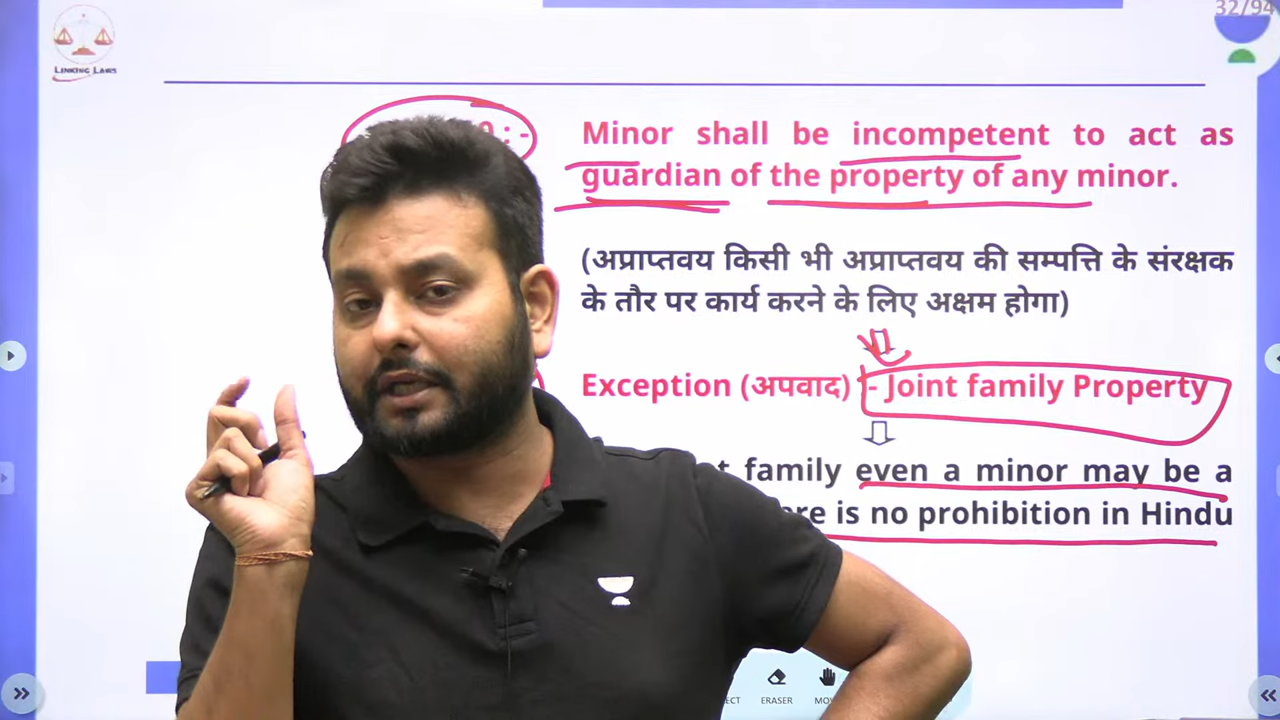 32/94
LINKING LAWS
Minor shall be incompetent to act as
guardian of the property of any minor.
(अप्राप्तवय किसी भी अप्राप्तवय की सम्पत्ति के संरक्षक
के तौर पर कार्य करने के लिए अक्षम होगा)
Exception (अपवाद) - Joint family Property
family even a minor may be a
is no prohibition in Hindu
ERASER